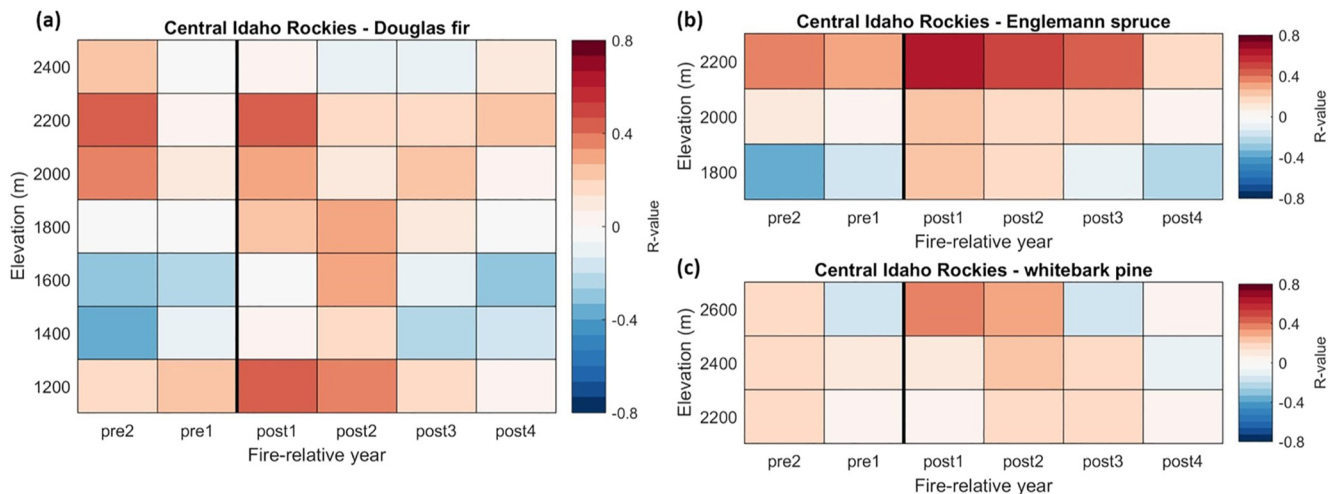 (a)
Central Idaho Rockies - Douglas fir
Elevation (m)
2400
2200
2000
1800
1600
1400
1200
pre2 pre1 post1 post2 post3 post4
Fire-relative year
0.8
0.4
0
-0.4
-0.8
R-value
(b)
Central Idaho Rockies - Englemann spruce
Elevation (m)
2200
2000
1800
pre2 pre1 post1 post2 post3 post4
Fire-relative year
0.8
0.4
0
-0.4
-0.8
R-value
(c)
Central Idaho Rockies - whitebark pine
Elevation (m)
2600
2400
2200
pre2 pre1 post1 post2 post3 post4
Fire-relative year
0.8
0.4
0
-0.4
-0.8
R-value